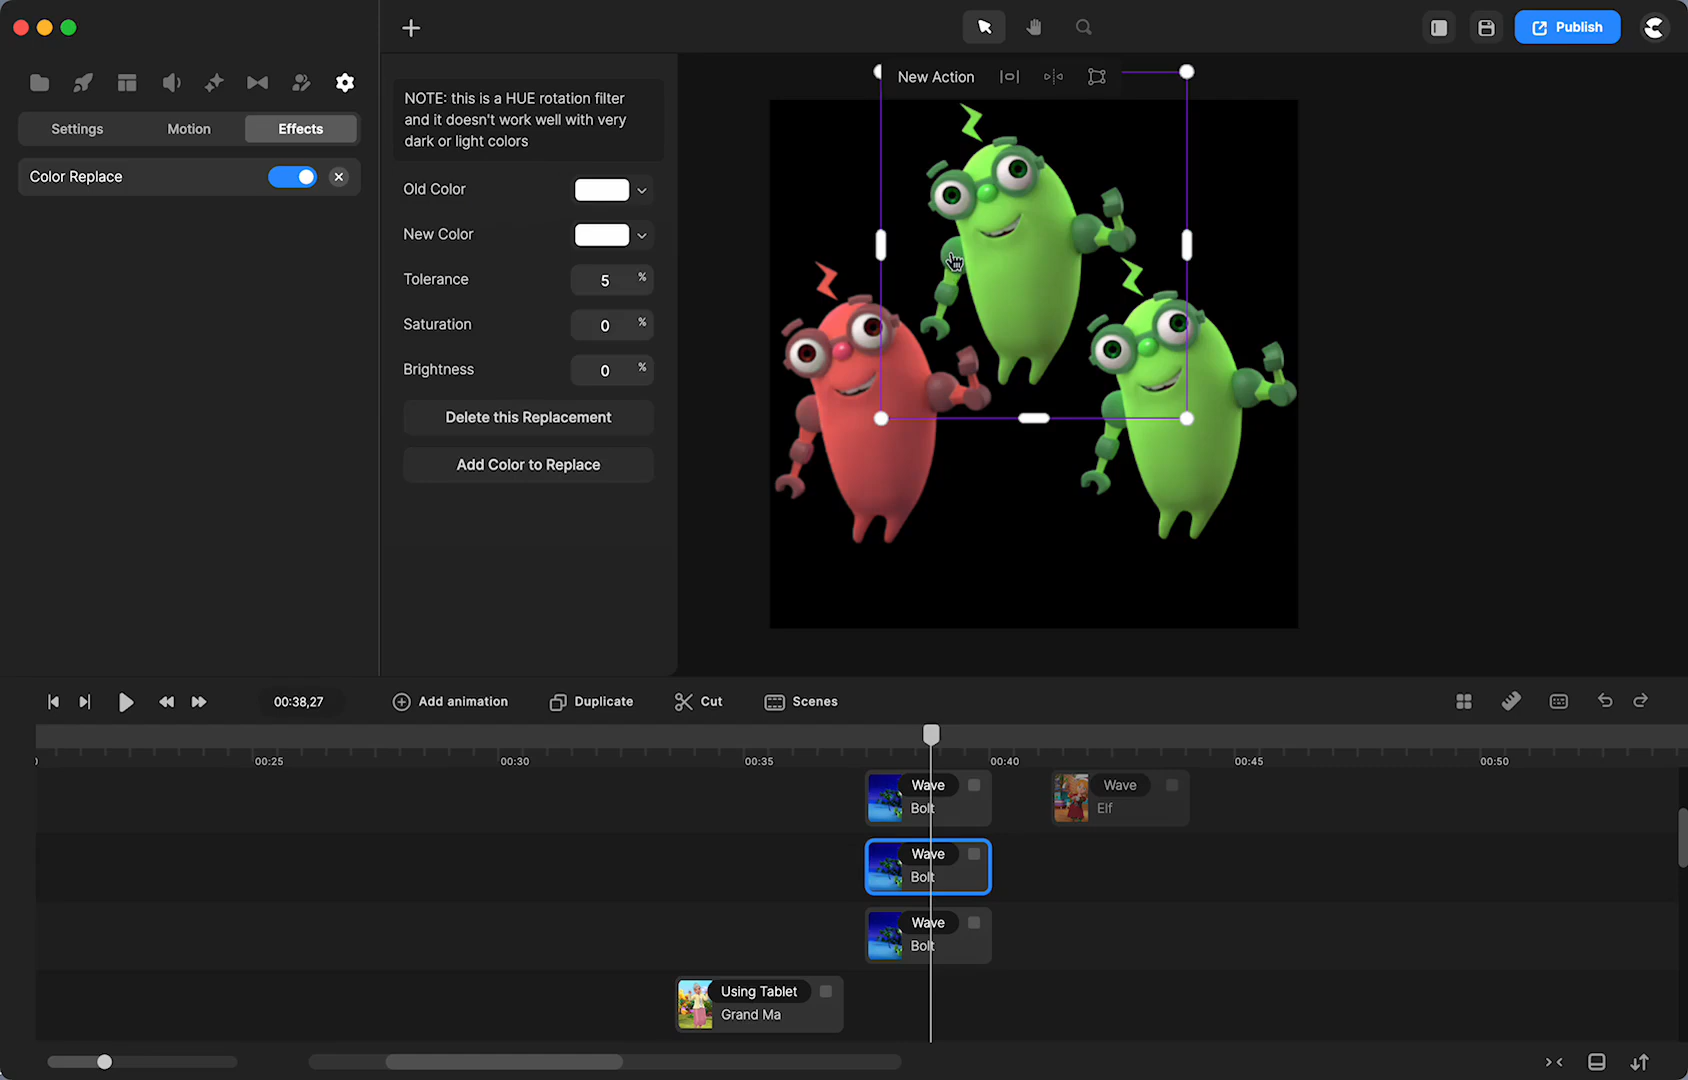 Publish
Settings
Motion
Effects
Color Replace
NOTE: this is a HUE rotation filter
and it doesn't work well with very
dark or light colors
Old Color
New Color
Tolerance
5 %
Saturation
0 %
Brightness
0 %
Delete this Replacement
Add Color to Replace
New Action
00:38,27
Add animation
Duplicate
Cut
Scenes
00:25
00:30
00:35
00:40
00:45
00:50
Wave
Bolt
Wave
Elf
Wave
Bolt
Wave
Bolt
Using Tablet
Grand Ma